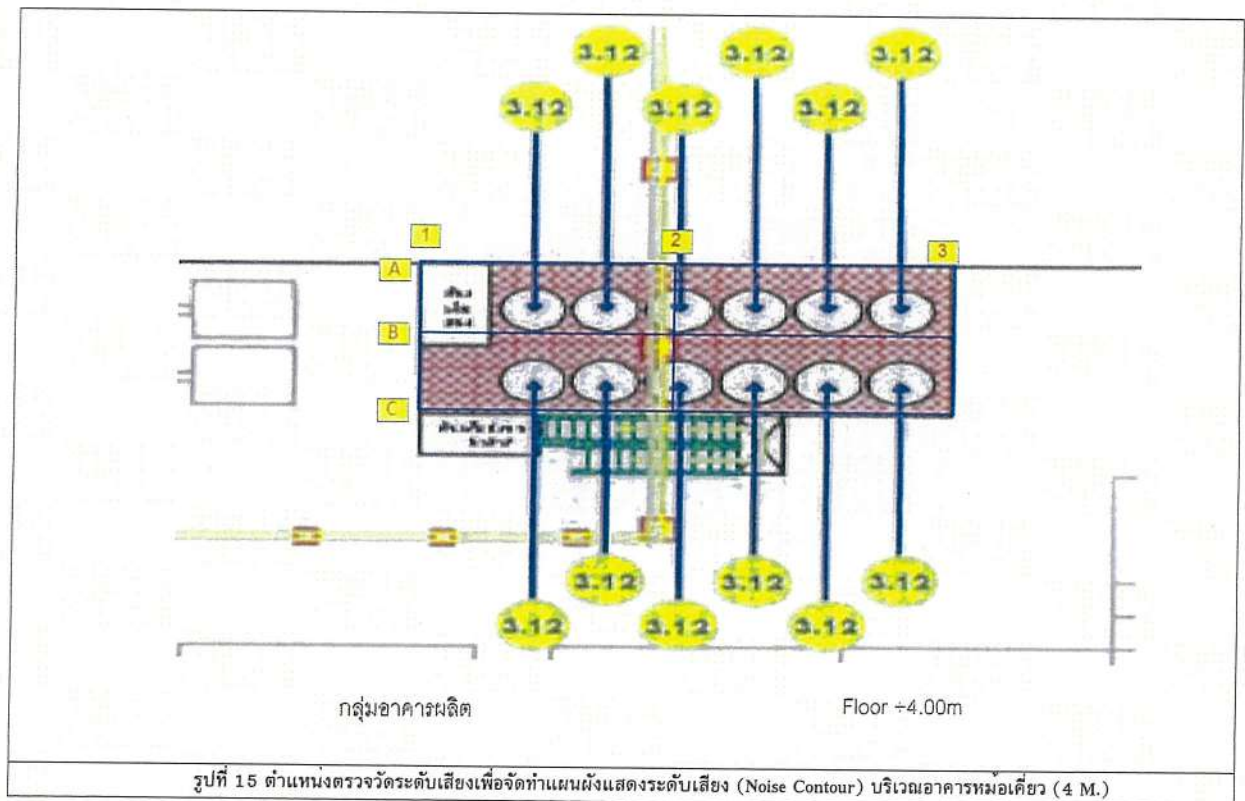 3.12 3.12 3.12
3.12 3.12 3.12
1 2 3
A
B
C
3.12 3.12 3.12
3.12 3.12 3.12
กลุ่มอาคารผลิต
Floor ÷4.00m
รูปที่ 15 ตำแหน่งตรวจวัดระดับเสียงเพื่อจัดทำแผนผังแสดงระดับเสียง (Noise Contour) บริเวณอาคารหม้อเคี่ยว (4 M.)